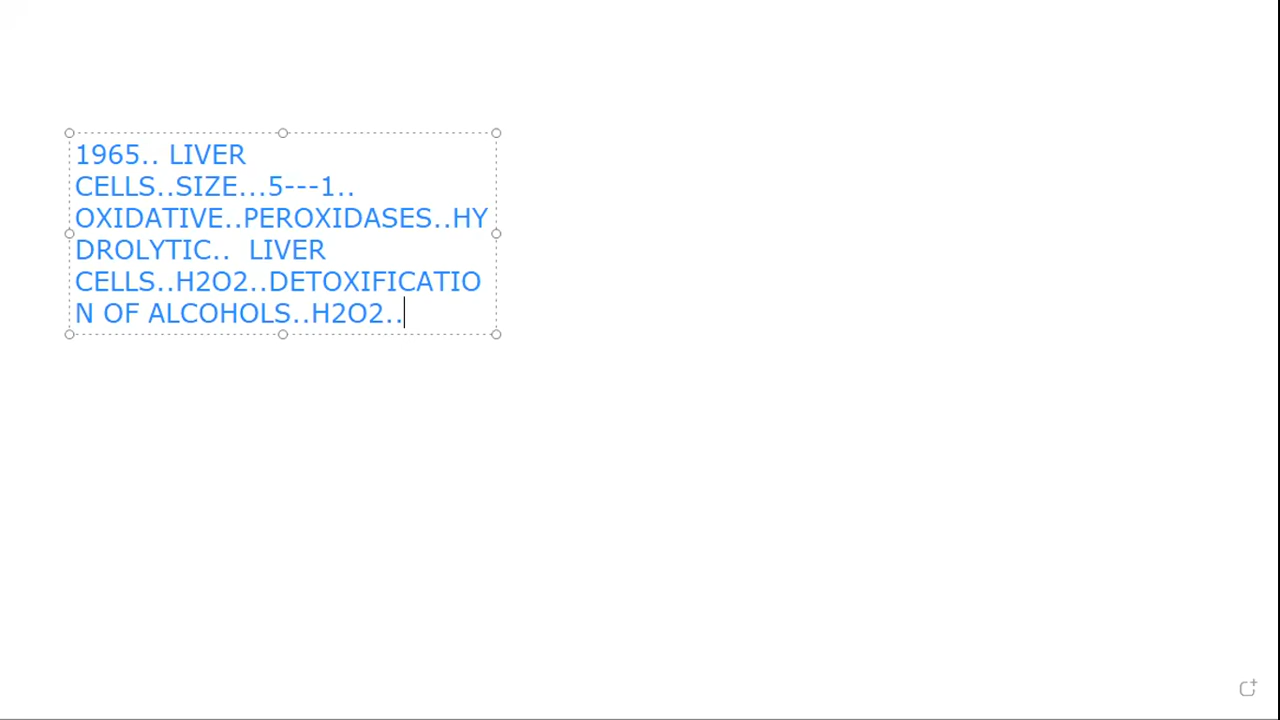 1965.. LIVER
CELLS..SIZE...5---1..
OXIDATIVE..PEROXIDASES..HY
DROLYTIC..  LIVER
CELLS..H2O2..DETOXIFICATIO
N OF ALCOHOLS..H2O2..